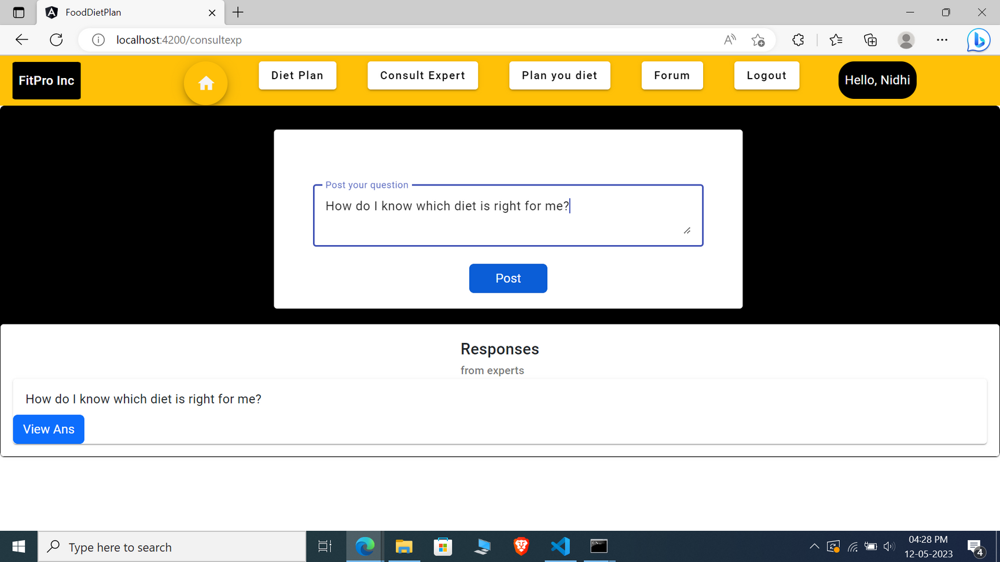 FoodDietPlan
localhost:4200/consultexp
FitPro Inc
Diet Plan
Consult Expert
Plan you diet
Forum
Logout
Hello, Nidhi
Post your question
How do I know which diet is right for me?
Post
Responses
from experts
How do I know which diet is right for me?
View Ans
Type here to search
04:28 PM
12-05-2023
4